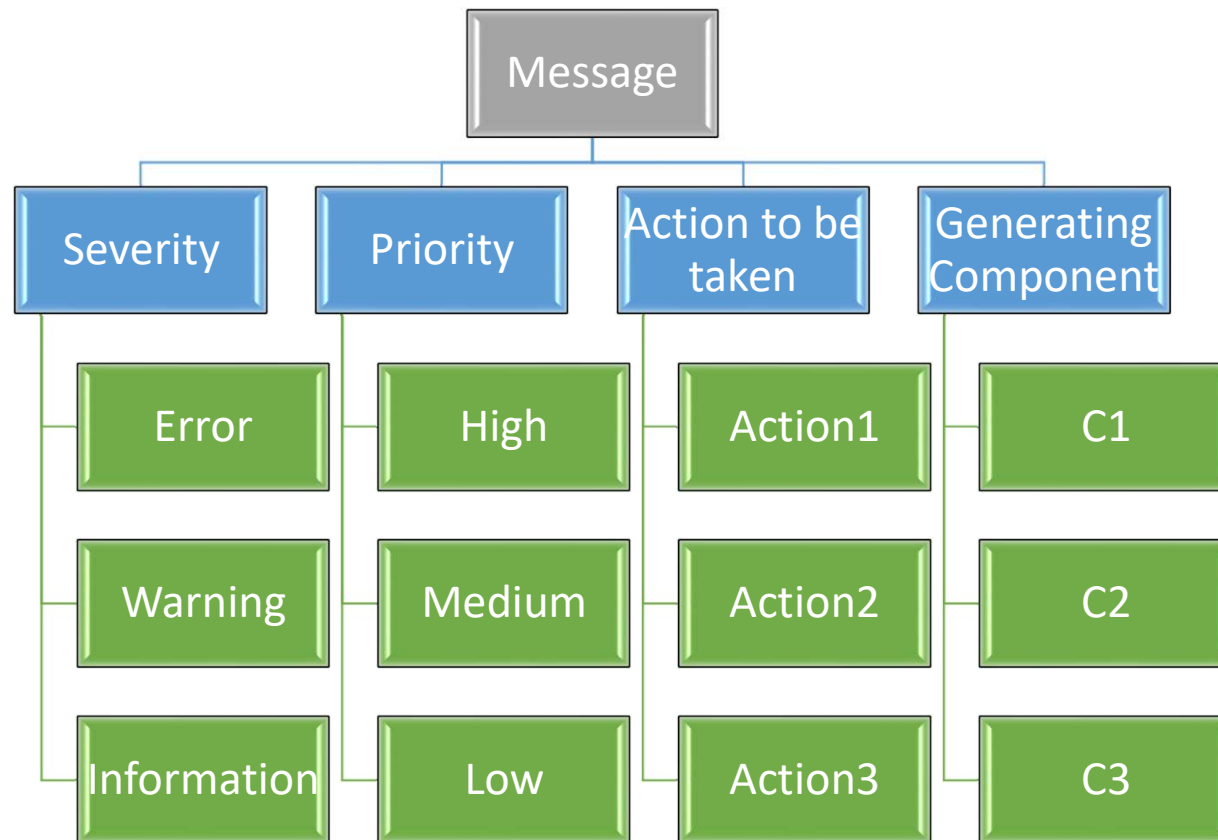 Message
Severity
Priority
Action to be
taken
Generating
Component
Error
High
Action1
C1
Warning
Medium
Action2
C2
Information
Low
Action3
C3